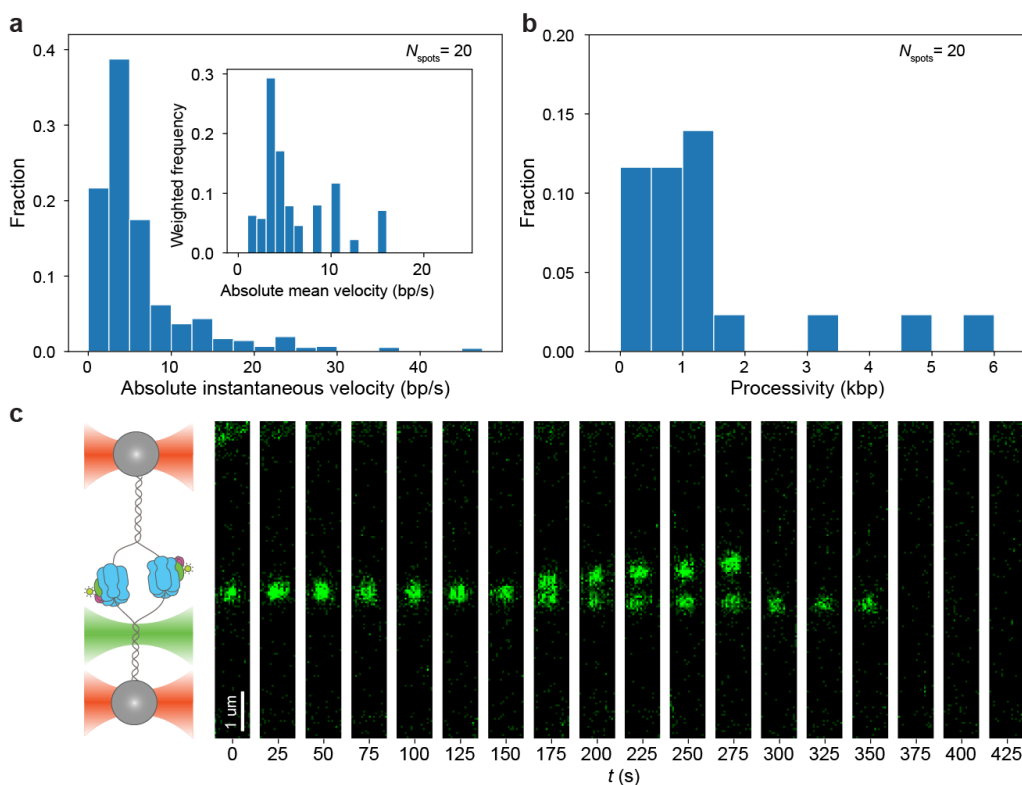 a
N_spots= 20
0.4
0.3
0.2
0.1
0.0
Fraction
0 10 20 30 40
Absolute instantaneous velocity (bp/s)
0.3
0.2
0.1
0.0
Weighted frequency
0 10 20
Absolute mean velocity (bp/s)
b
N_spots= 20
0.20
0.15
0.10
0.05
0.00
Fraction
0 1 2 3 4 5 6
Processivity (kbp)
c
1 um
0 25 50 75 100 125 150 175 200 225 250 275 300 325 350 375 400 425
t (s)